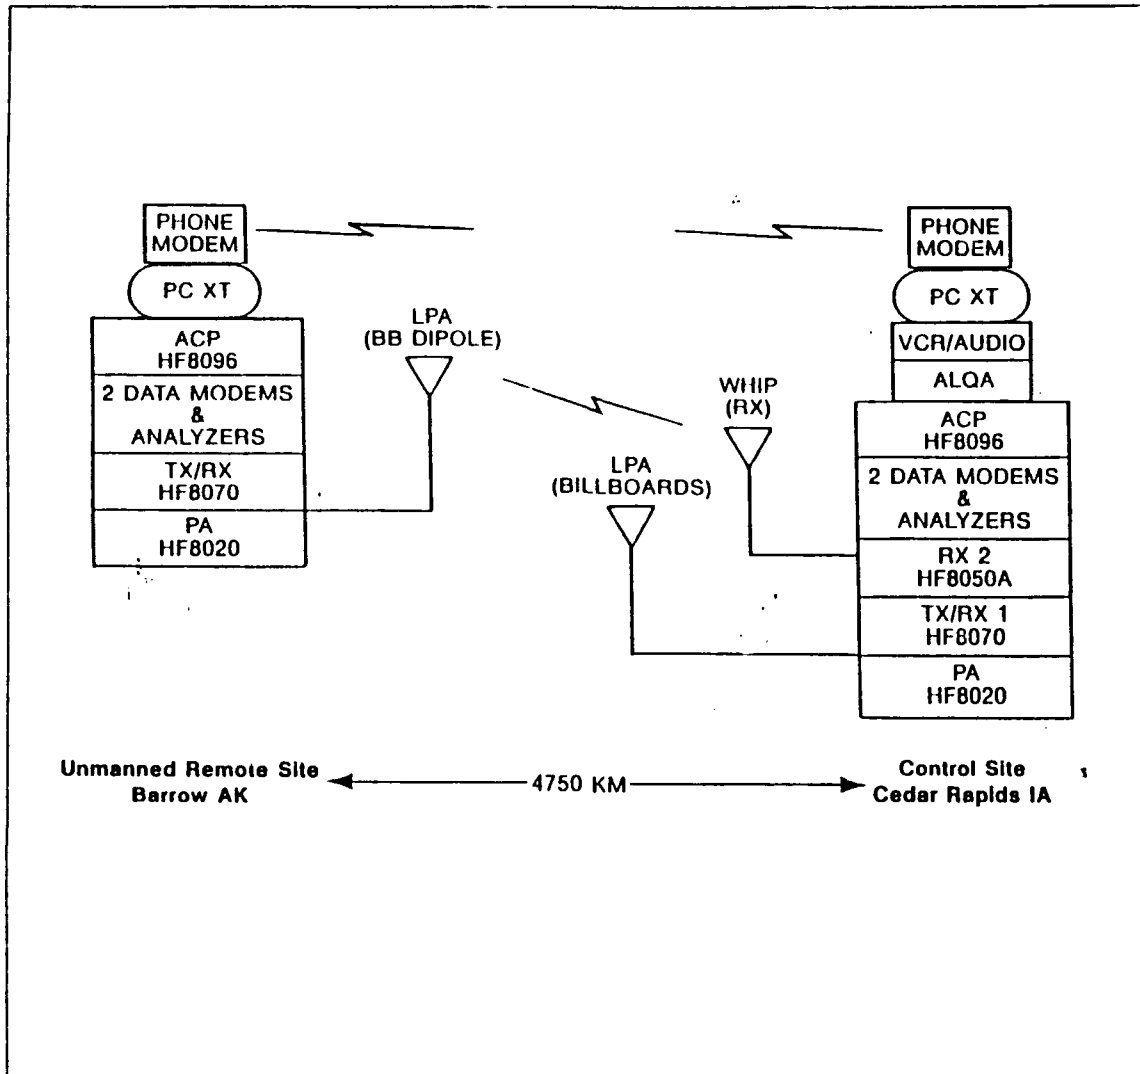 PHONE
MODEM
PC XT
ACP
HF8096
2 DATA MODEMS
&
ANALYZERS
TX/RX
HF8070
PA
HF8020
LPA
(BB DIPOLE)
WHIP
(RX)
LPA
(BILLBOARDS)
PHONE
MODEM
PC XT
VCR/AUDIO
ALQA
ACP
HF8096
2 DATA MODEMS
&
ANALYZERS
RX 2
HF8050A
TX/RX 1
HF8070
PA
HF8020
Unmanned Remote Site
Barrow AK
4750 KM
Control Site
Cedar Rapids IA